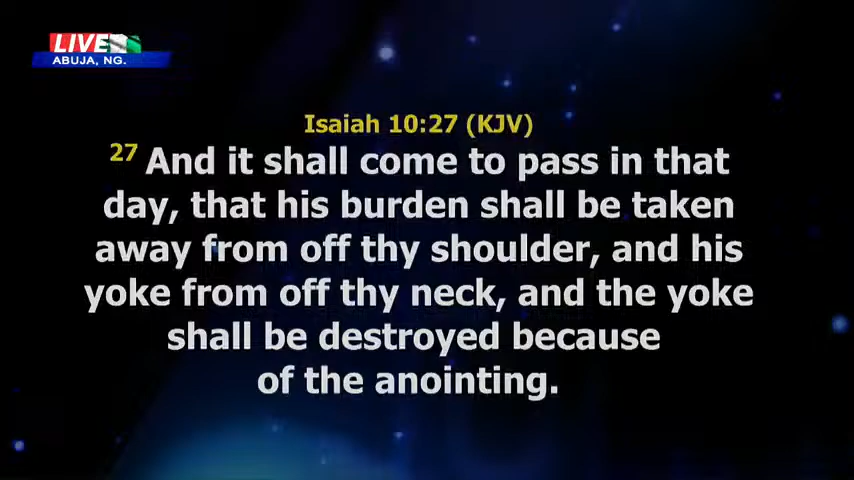 LIVE
ABUJA, NG.
Isaiah 10:27 (KJV)
27 And it shall come to pass in that
day, that his burden shall be taken
away from off thy shoulder, and his
yoke from off thy neck, and the yoke
shall be destroyed because
of the anointing.